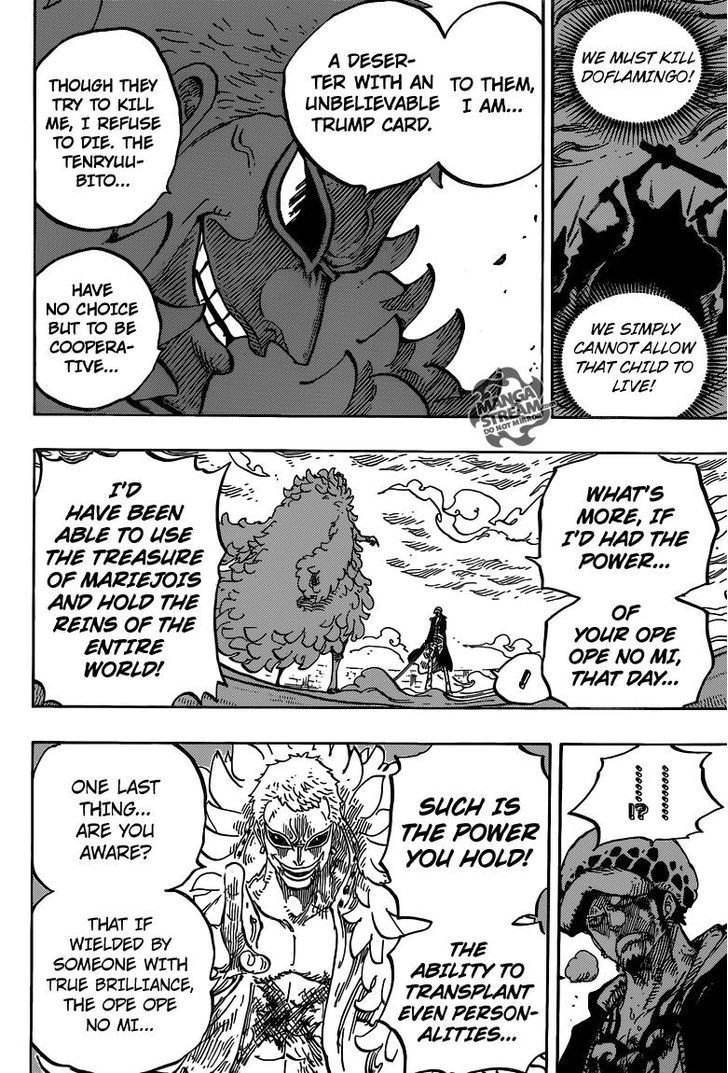 WE MUST KILL
DOFLAMINGO!
WE SIMPLY
CANNOT ALLOW
THAT CHILD TO
LIVE!
TO THEM,
I AM...
A DESER-
TER WITH AN
UNBELIEVABLE
TRUMP CARD.
THOUGH THEY
TRY TO KILL
ME, I REFUSE
TO DIE. THE
TENRYUU-
BITO...
HAVE
NO CHOICE
BUT TO BE
COOPERA-
TIVE...
MANGA
STREAM.com
DO NOT MIRROR
WHAT'S
MORE, IF
I'D HAD THE
POWER...
OF
YOUR OPE
OPE NO MI,
THAT DAY...
!
I'D
HAVE BEEN
ABLE TO USE
THE TREASURE
OF MARIEJOIS
AND HOLD THE
REINS OF THE
ENTIRE
WORLD!
......!?
SUCH IS
THE POWER
YOU HOLD!
THE
ABILITY TO
TRANSPLANT
EVEN PERSON-
ALITIES...
ONE LAST
THING...
ARE YOU
AWARE?
THAT IF
WIELDED BY
SOMEONE WITH
TRUE BRILLIANCE,
THE OPE OPE
NO MI...